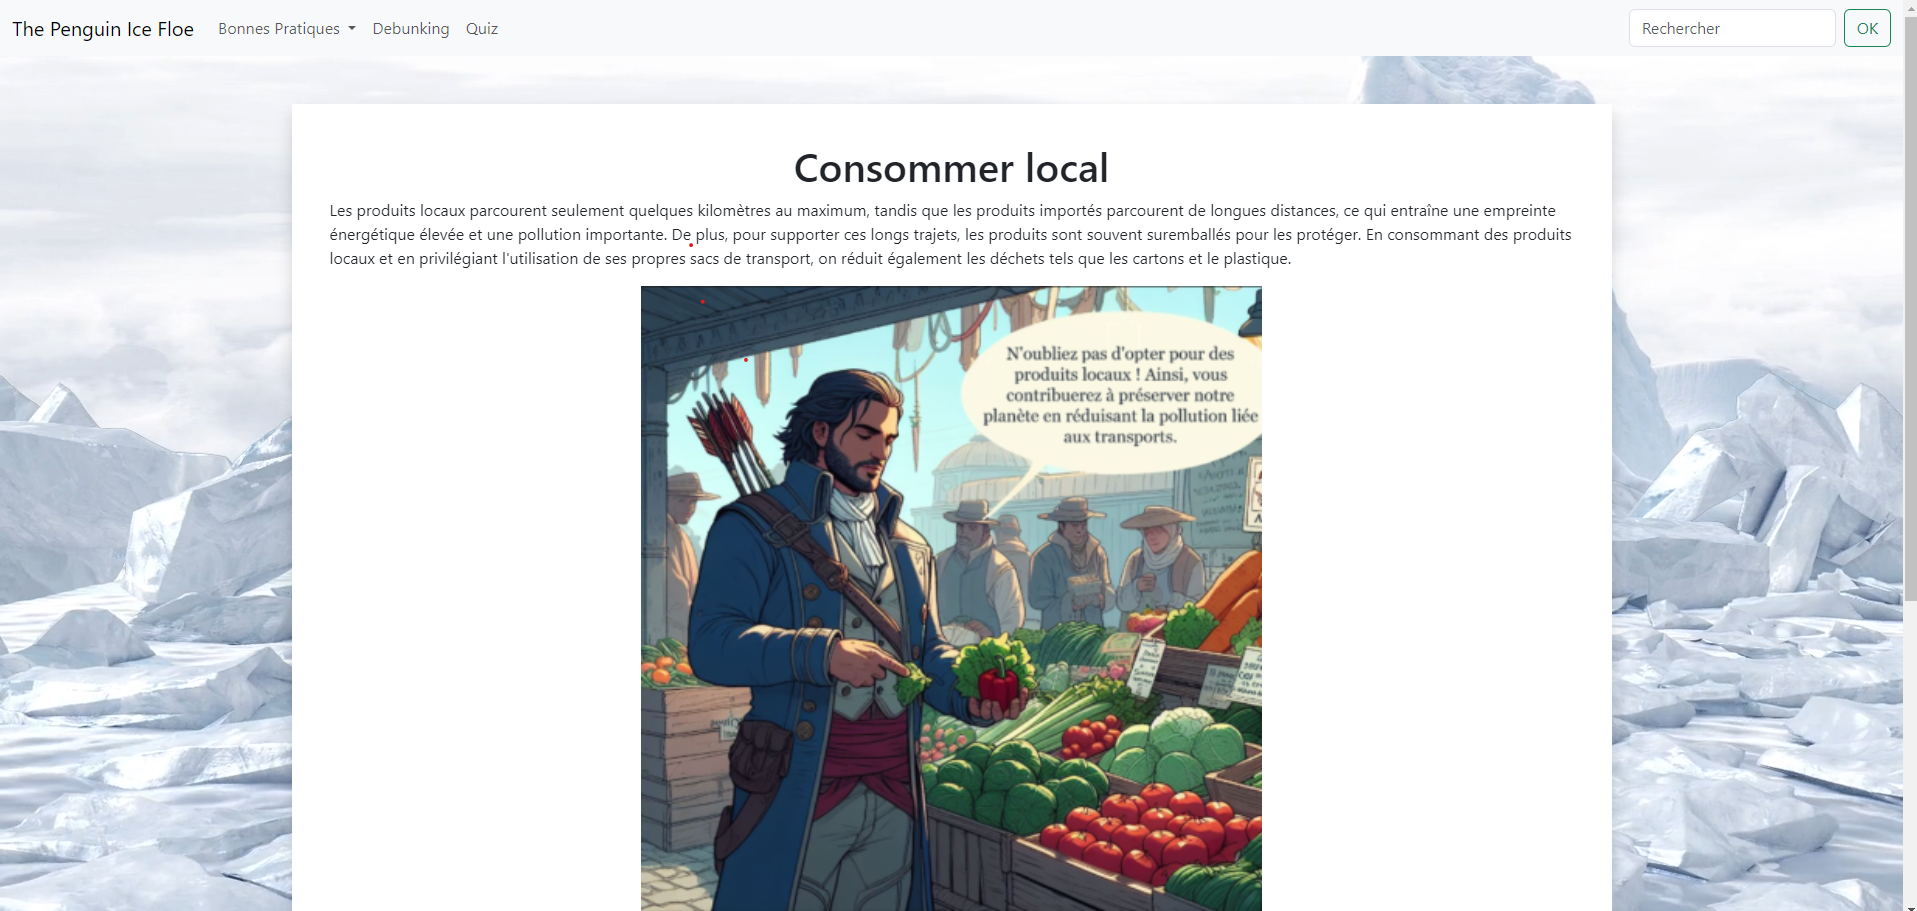 The Penguin Ice Floe Bonnes Pratiques Debunking Quiz Rechercher OK
Consommer local
Les produits locaux parcourent seulement quelques kilomètres au maximum, tandis que les produits importés parcourent de longues distances, ce qui entraîne une empreinte
énergétique élevée et une pollution importante. De plus, pour supporter ces longs trajets, les produits sont souvent suremballés pour les protéger. En consommant des produits
locaux et en privilégiant l'utilisation de ses propres sacs de transport, on réduit également les déchets tels que les cartons et le plastique.
N'oubliez pas d'opter pour des
produits locaux ! Ainsi, vous
contribuerez à préserver notre
planète en réduisant la pollution liée
aux transports.